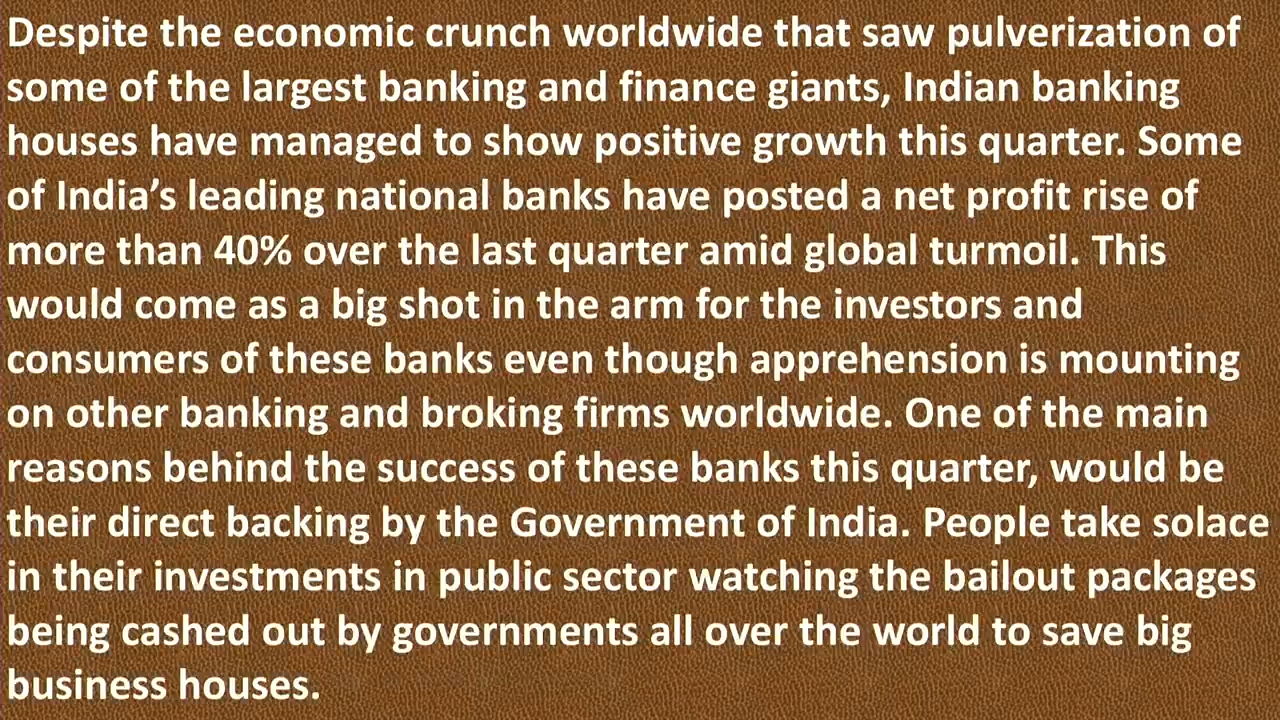 Despite the economic crunch worldwide that saw pulverization of
some of the largest banking and finance giants, Indian banking
houses have managed to show positive growth this quarter. Some
of India’s leading national banks have posted a net profit rise of
more than 40% over the last quarter amid global turmoil. This
would come as a big shot in the arm for the investors and
consumers of these banks even though apprehension is mounting
on other banking and broking firms worldwide. One of the main
reasons behind the success of these banks this quarter, would be
their direct backing by the Government of India. People take solace
in their investments in public sector watching the bailout packages
being cashed out by governments all over the world to save big
business houses.